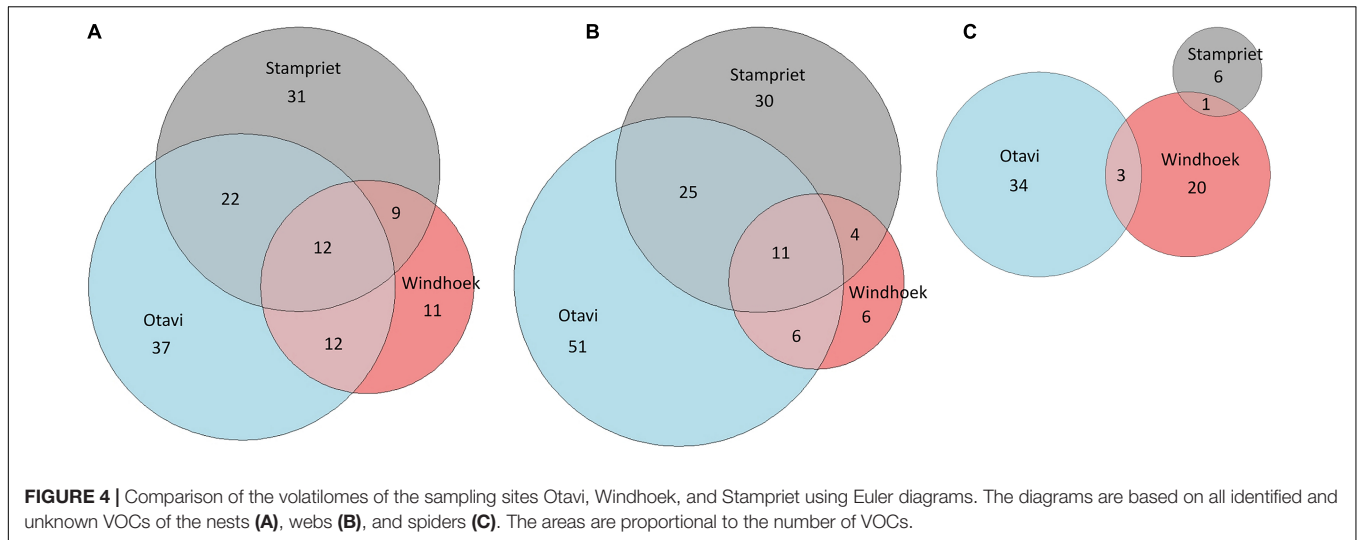 A
Stampriet
31
22
9
12
Windhoek
11
Otavi
37
12
B
Stampriet
30
25
4
11
Windhoek
6
Otavi
51
6
C
Stampriet
6
1
Otavi
34
3
Windhoek
20
FIGURE 4 | Comparison of the volatilomes of the sampling sites Otavi, Windhoek, and Stampriet using Euler diagrams. The diagrams are based on all identified and
unknown VOCs of the nests (A), webs (B), and spiders (C). The areas are proportional to the number of VOCs.